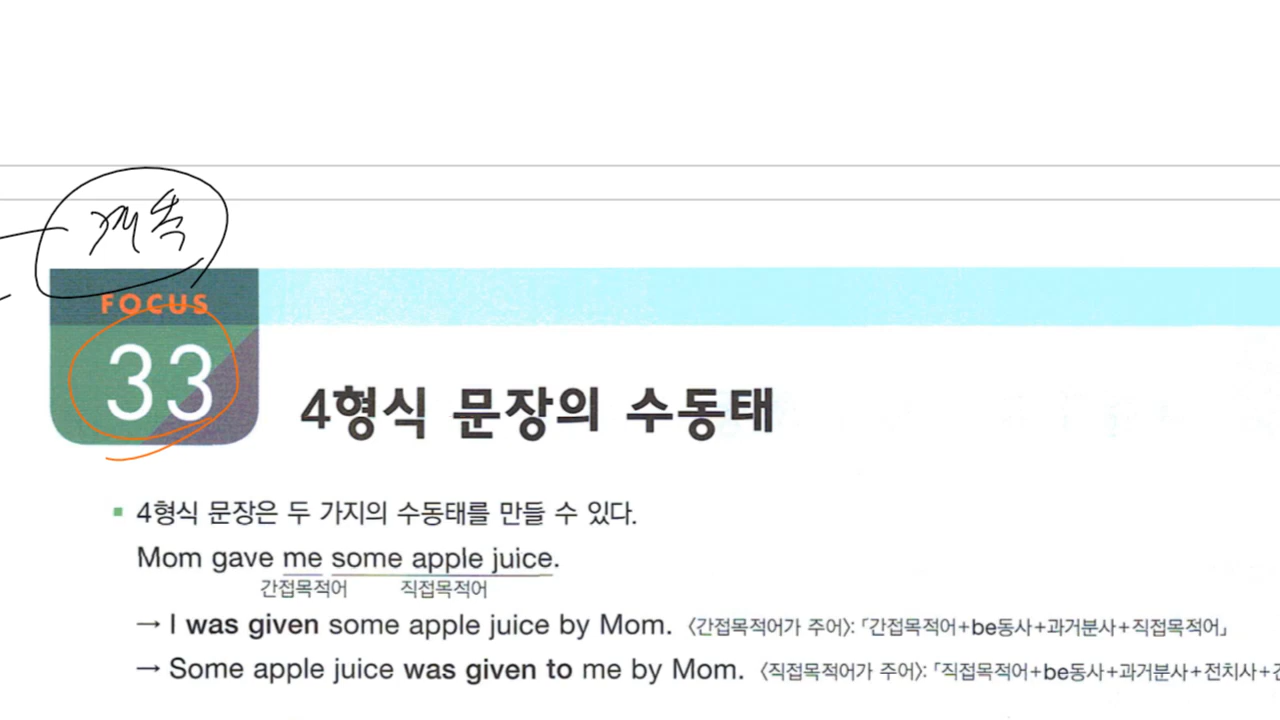 계속
FOCUS
33
4형식 문장의 수동태
4형식 문장은 두 가지의 수동태를 만들 수 있다.
Mom gave me some apple juice.
간접목적어 직접목적어
→ I was given some apple juice by Mom. 〈간접목적어가 주어〉: 「간접목적어+be동사+과거분사+직접목적어」
→ Some apple juice was given to me by Mom. 〈직접목적어가 주어〉: 「직접목적어+be동사+과거분사+전치사+